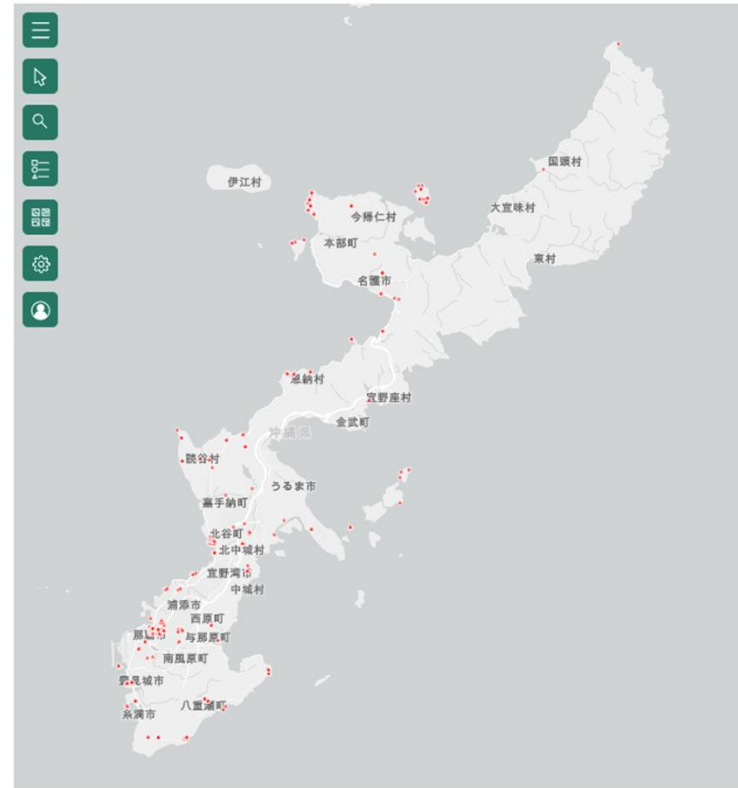 国頭村
伊江村
大宜味村
今帰仁村
本部町
東村
名護市
恩納村
宜野座村
金武町
沖縄県
読谷村
うるま市
嘉手納町
北谷町
北中城村
宜野湾市
中城村
浦添市
西原町
那覇市
与那原町
南風原町
豊見城市
八重瀬町
糸満市